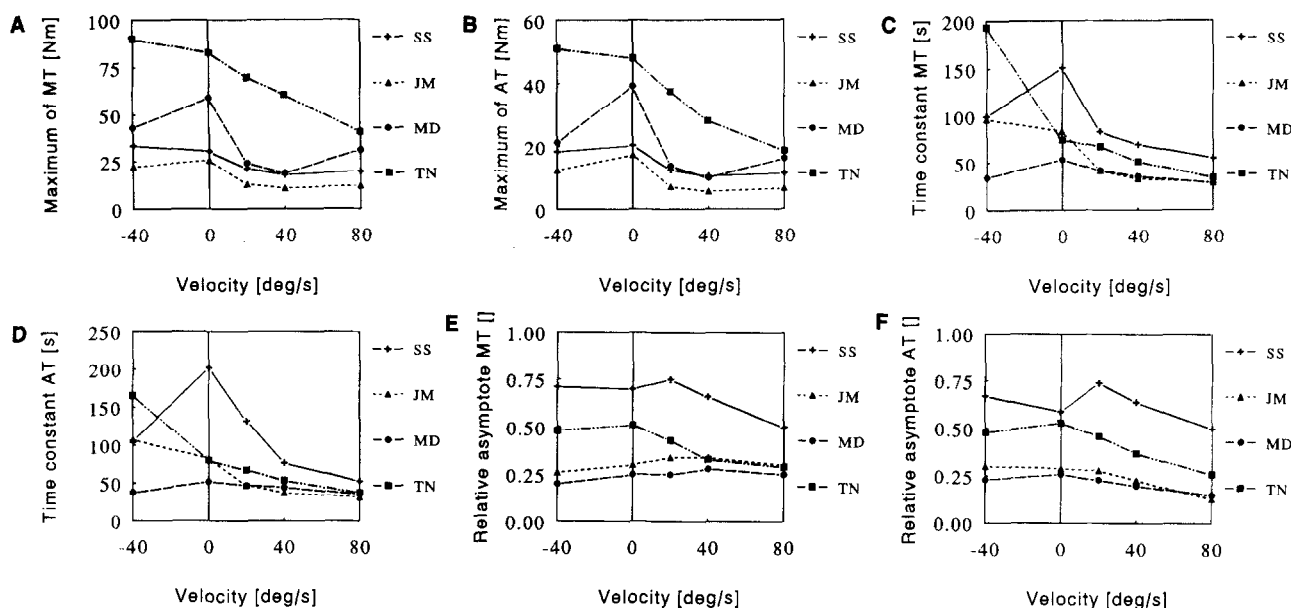 A
Maximum of MT [Nm]
100
75
50
25
0
-40 0 40 80
Velocity [deg/s]
SS
JM
MD
TN
B
Maximum of AT [Nm]
60
40
20
0
-40 0 40 80
Velocity [deg/s]
SS
JM
MD
TN
C
Time constant MT [s]
200
150
100
50
0
-40 0 40 80
Velocity [deg/s]
SS
JM
MD
TN
D
Time constant AT [s]
250
200
150
100
50
0
-40 0 40 80
Velocity [deg/s]
SS
JM
MD
TN
E
Relative asymptote MT []
1.00
0.75
0.50
0.25
0.00
-40 0 40 80
Velocity [deg/s]
SS
JM
MD
TN
F
Relative asymptote AT []
1.00
0.75
0.50
0.25
0.00
-40 0 40 80
Velocity [deg/s]
SS
JM
MD
TN